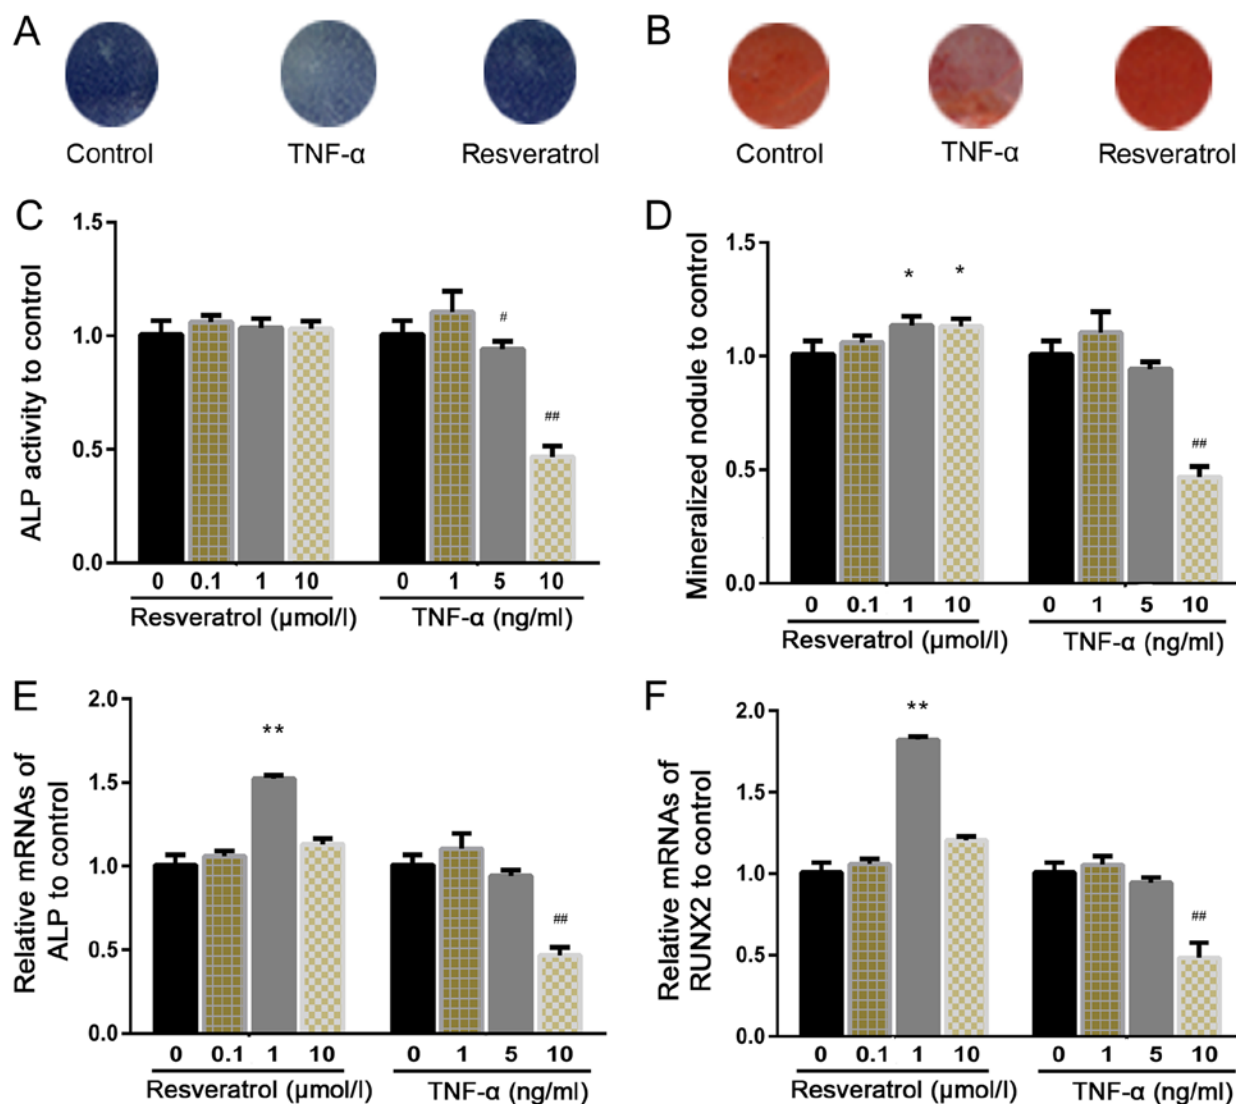 A
B
Control
TNF-α
Resveratrol
Control
TNF-α
Resveratrol
C
ALP activity to control
1.5
1.0
0.5
0.0
#
##
0 0.1 1 10
0 1 5 10
Resveratrol (μmol/l)
TNF-α (ng/ml)
D
Mineralized nodule to control
1.5
1.0
0.5
0.0
*
*
##
0 0.1 1 10
0 1 5 10
Resveratrol (μmol/l)
TNF-α (ng/ml)
E
Relative mRNAs of
ALP to control
2.0
1.5
1.0
0.5
0.0
**
##
0 0.1 1 10
0 1 5 10
Resveratrol (μmol/l)
TNF-α (ng/ml)
F
Relative mRNAs of
RUNX2 to control
2.0
1.5
1.0
0.5
0.0
**
##
0 0.1 1 10
0 1 5 10
Resveratrol (μmol/l)
TNF-α (ng/ml)